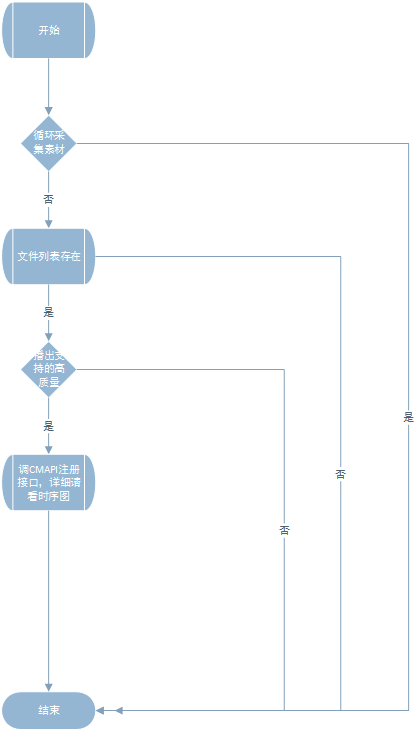 开始
循环采
集素材
否
文件列表存在
是
播出支
持的高
质量
是
是
调CMAPI注册
接口，详细请
看时序图
否
否
结束